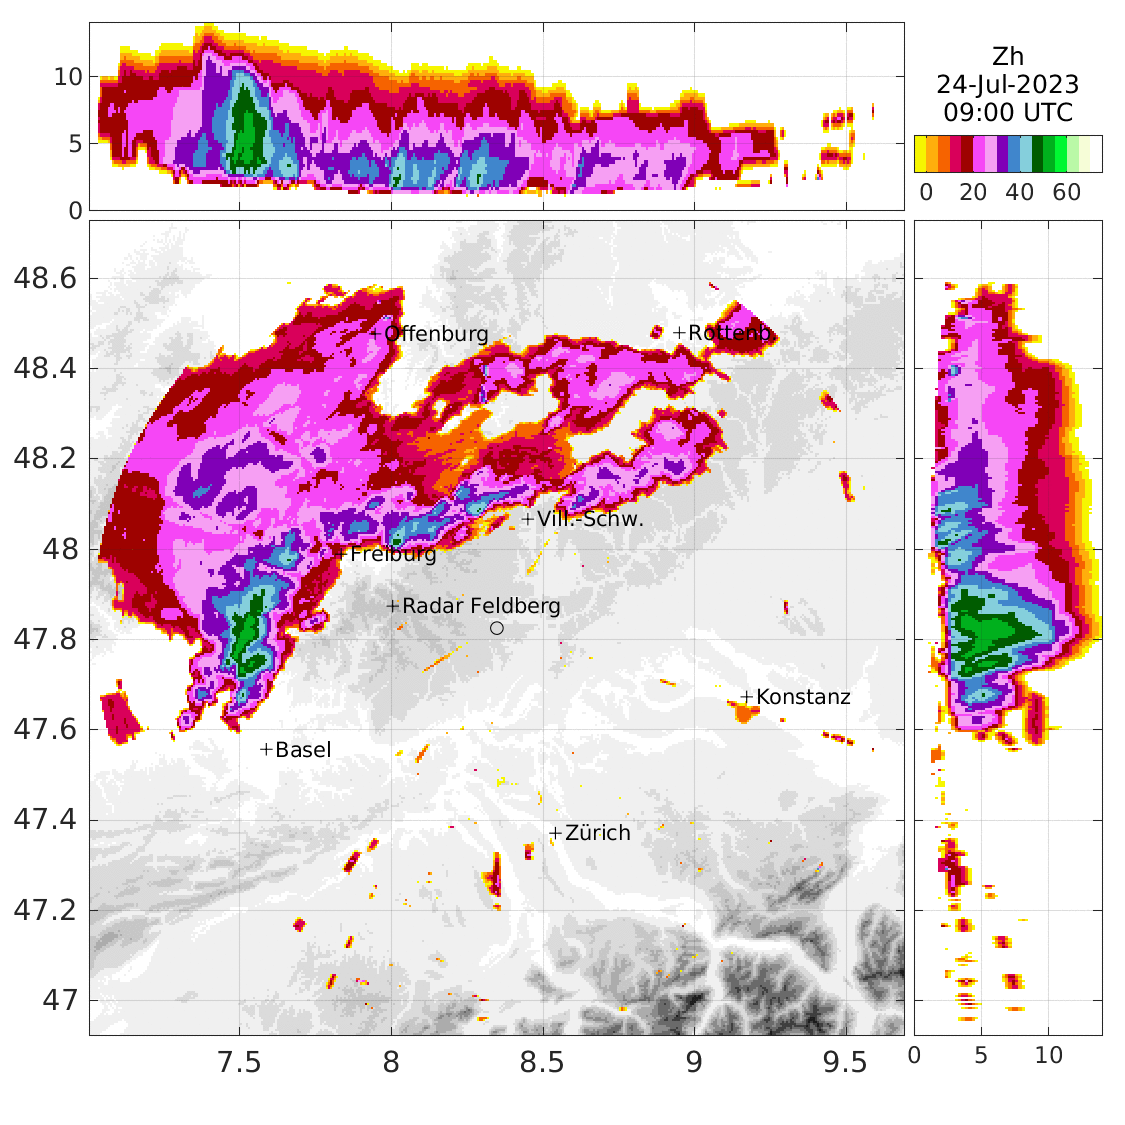 10
5
0
Zh
24-Jul-2023
09:00 UTC
0 20 40 60
48.6
48.4
48.2
48
47.8
47.6
47.4
47.2
47
Offenburg
Rottenb
Vill.-Schw.
Freiburg
Radar Feldberg
Konstanz
Basel
Zürich
7.5 8 8.5 9 9.5
0 5 10